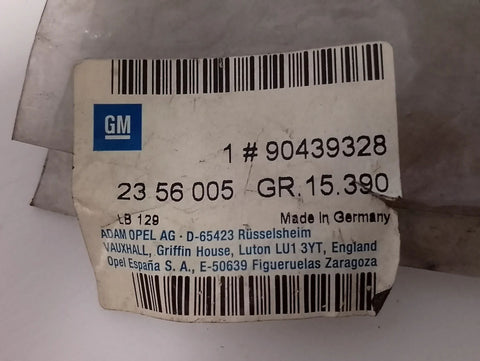 GM
1 # 90439328
23 56 005 GR.15.390
LB 129 Made in Germany
ADAM OPEL AG · D-65423 Rüsselsheim
VAUXHALL, Griffin House, Luton LU1 3YT, England
Opel España S. A., E-50639 Figueruelas Zaragoza